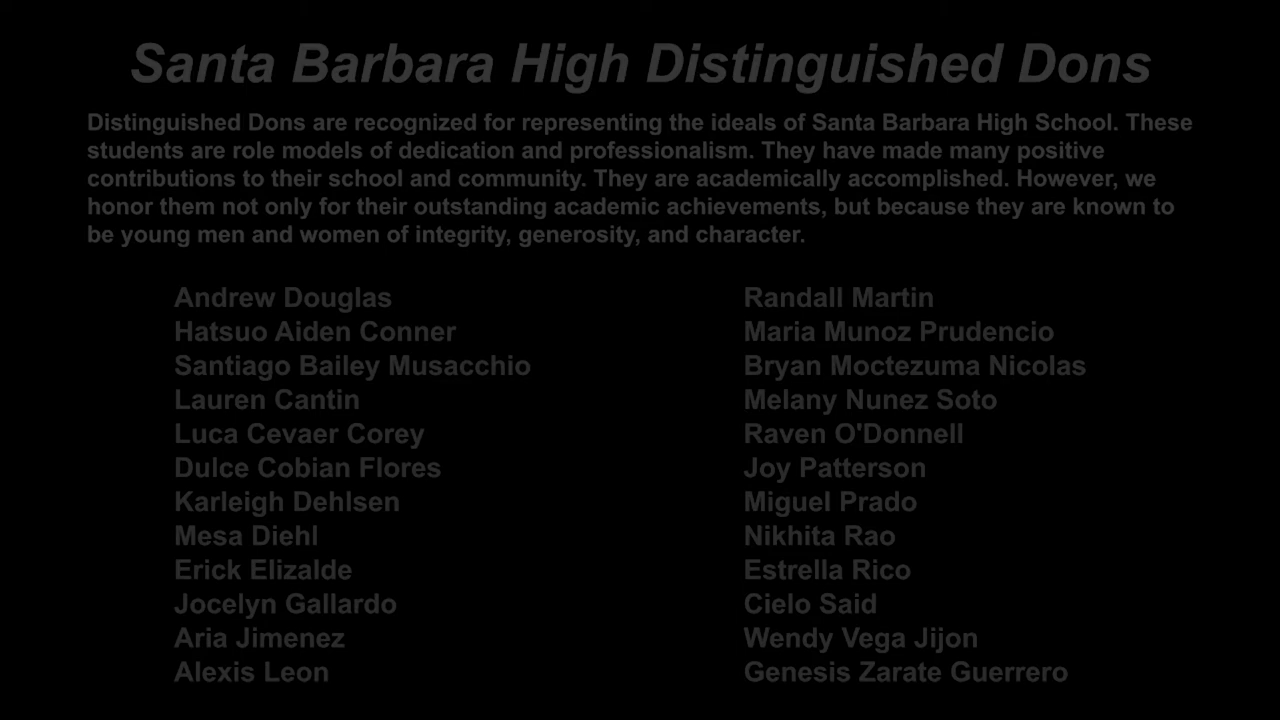 Santa Barbara High Distinguished Dons
Distinguished Dons are recognized for representing the ideals of Santa Barbara High School. These
students are role models of dedication and professionalism. They have made many positive
contributions to their school and community. They are academically accomplished. However, we
honor them not only for their outstanding academic achievements, but because they are known to
be young men and women of integrity, generosity, and character.
Andrew Douglas
Hatsuo Aiden Conner
Santiago Bailey Musacchio
Lauren Cantin
Luca Cevaer Corey
Dulce Cobian Flores
Karleigh Dehlsen
Mesa Diehl
Erick Elizalde
Jocelyn Gallardo
Aria Jimenez
Alexis Leon
Randall Martin
Maria Munoz Prudencio
Bryan Moctezuma Nicolas
Melany Nunez Soto
Raven O'Donnell
Joy Patterson
Miguel Prado
Nikhita Rao
Estrella Rico
Cielo Said
Wendy Vega Jijon
Genesis Zarate Guerrero